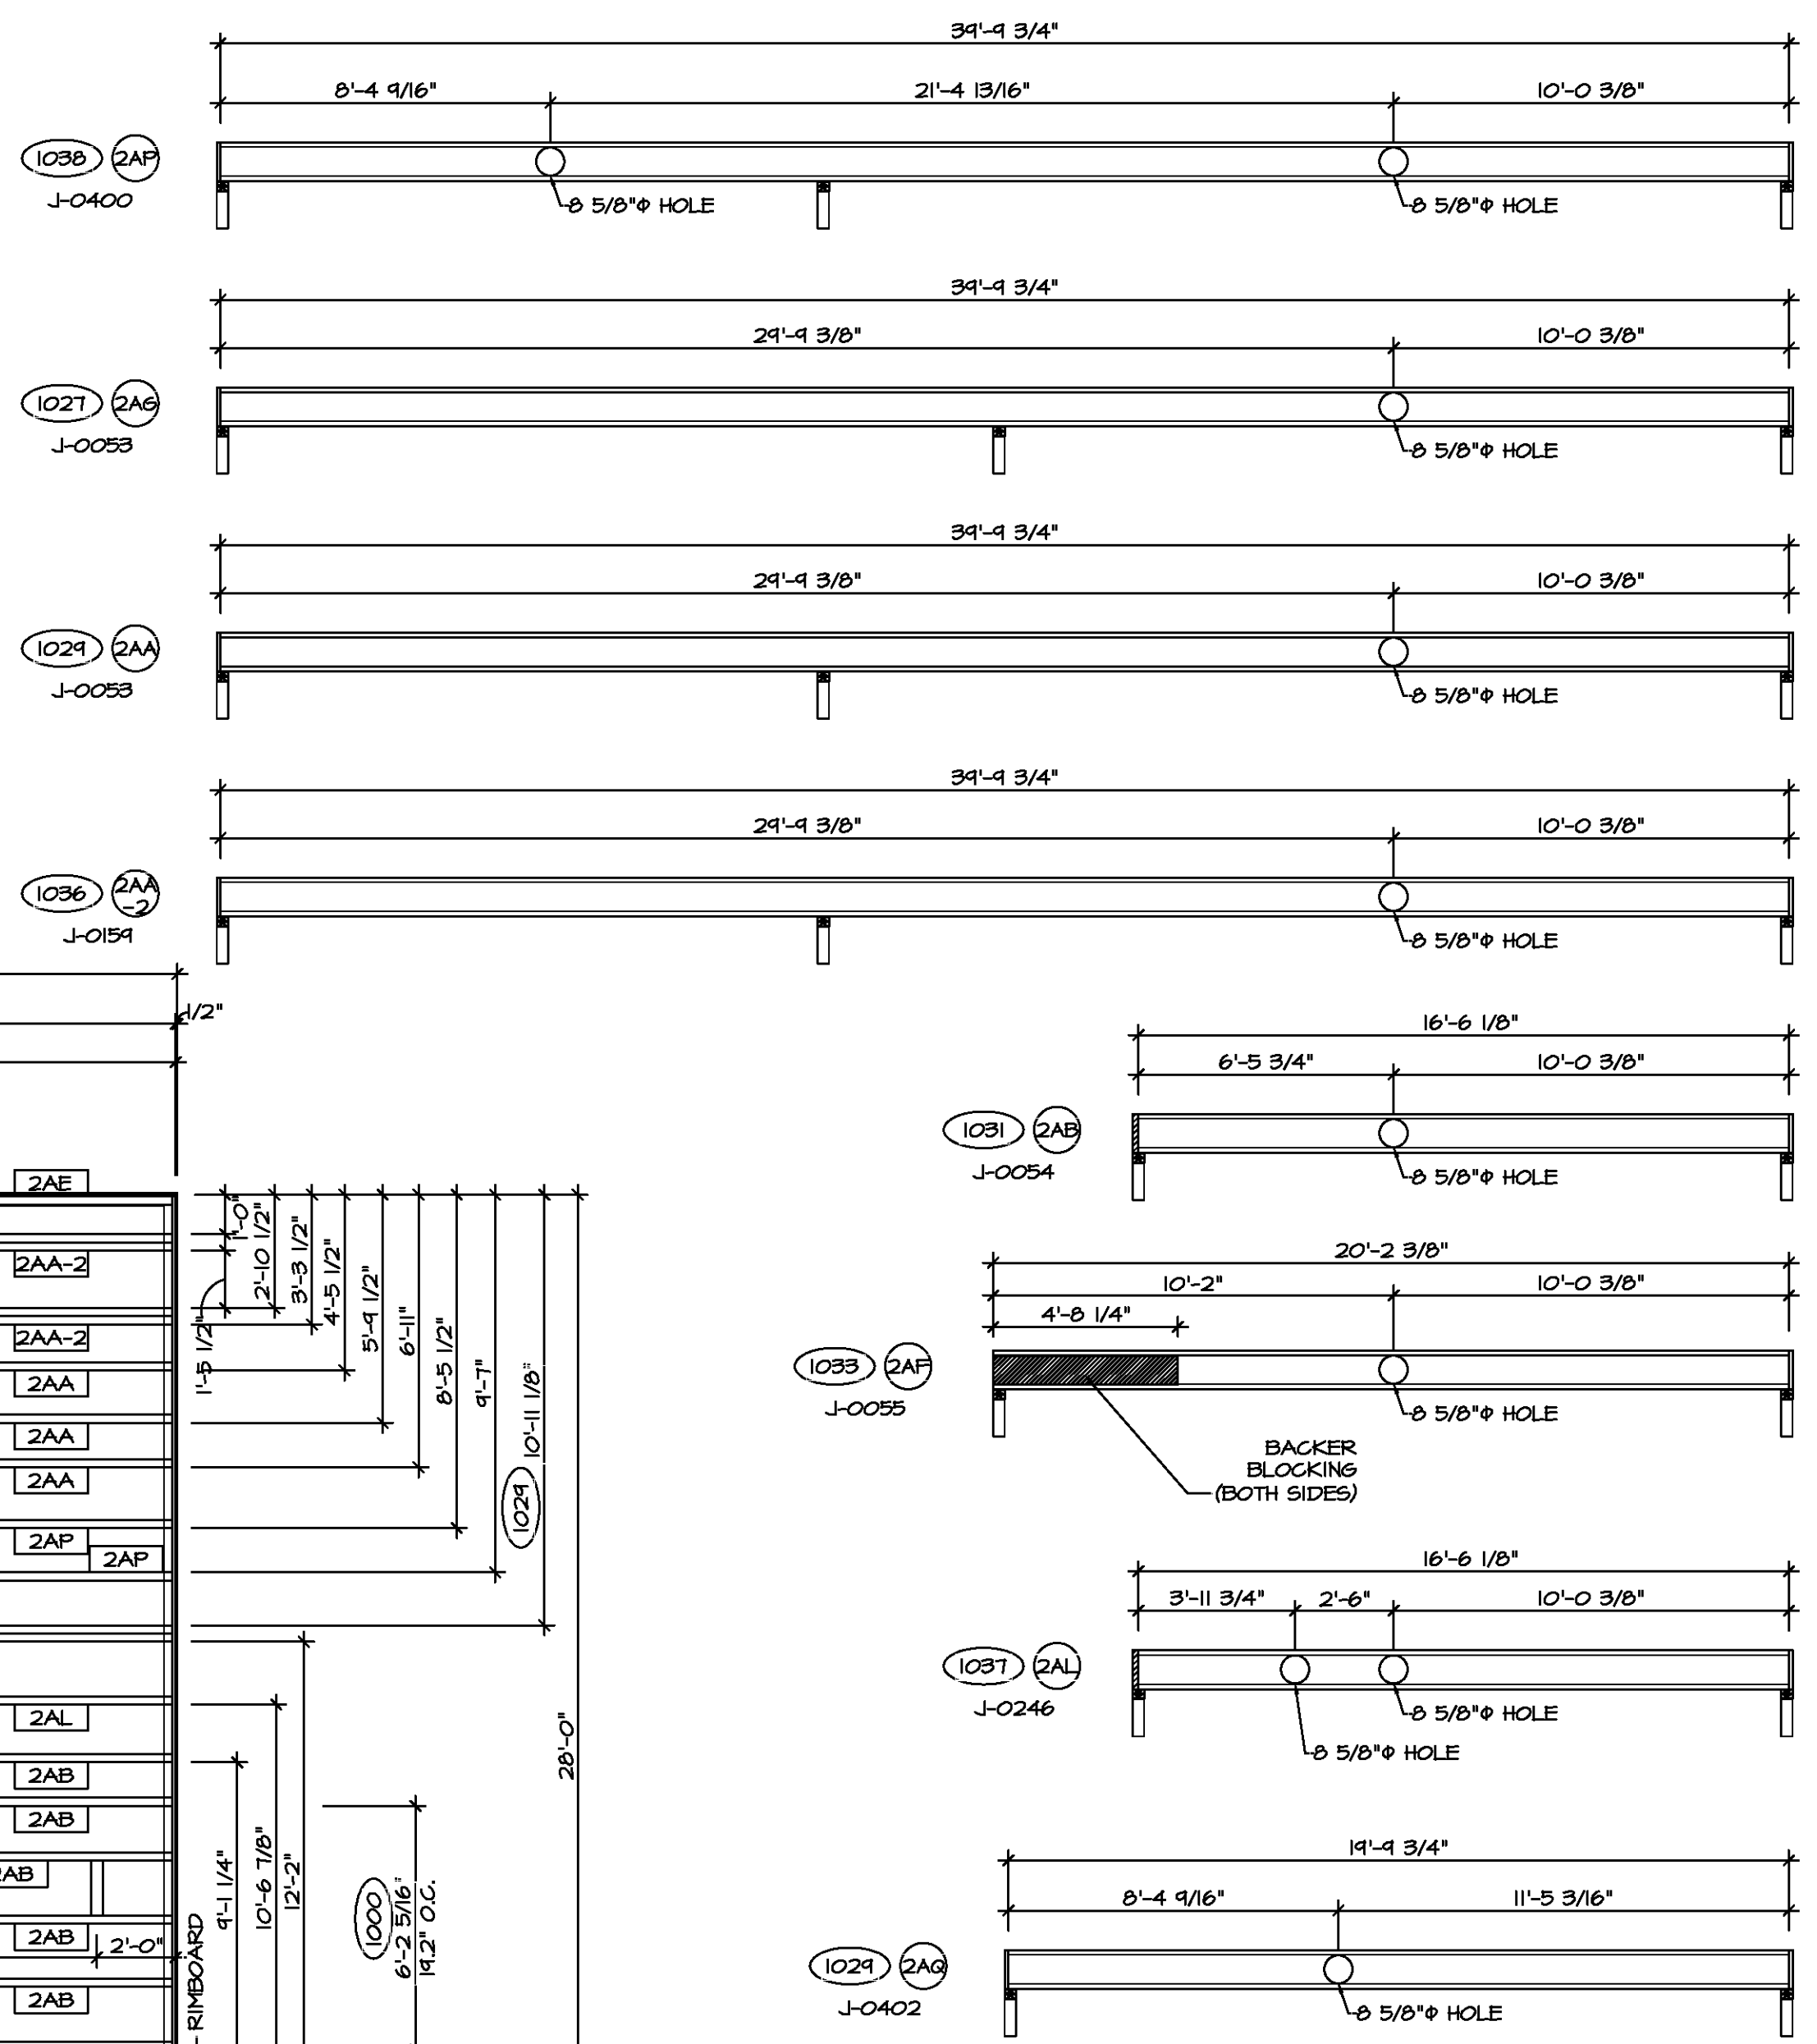 39'-9 3/4"
8'-4 9/16"
21'-4 13/16"
10'-0 3/8"
1038
2AP
J-0400
8 5/8"Φ HOLE
8 5/8"Φ HOLE
39'-9 3/4"
29'-9 3/8"
10'-0 3/8"
1027
2AG
J-0053
8 5/8"Φ HOLE
39'-9 3/4"
29'-9 3/8"
10'-0 3/8"
1029
2AA
J-0053
8 5/8"Φ HOLE
39'-9 3/4"
29'-9 3/8"
10'-0 3/8"
1036
2AA
-2
J-0159
8 5/8"Φ HOLE
1/2"
16'-6 1/8"
6'-5 3/4"
10'-0 3/8"
1031
2AB
J-0054
8 5/8"Φ HOLE
20'-2 3/8"
10'-2"
10'-0 3/8"
4'-8 1/4"
1033
2AF
J-0055
8 5/8"Φ HOLE
BACKER
BLOCKING
(BOTH SIDES)
16'-6 1/8"
3'-11 3/4"
2'-6"
10'-0 3/8"
1037
2AL
J-0246
8 5/8"Φ HOLE
8 5/8"Φ HOLE
19'-9 3/4"
8'-4 9/16"
11'-5 3/16"
1029
2AQ
J-0402
8 5/8"Φ HOLE
2AE
2AA-2
2AA-2
2AA
2AA
2AA
2AP
2AP
2AL
2AB
2AB
2AB
2AB
2'-0"
2AB
RIMBOARD
1'-0"
1'-5 1/2"
2'-10 1/2"
3'-3 1/2"
4'-5 1/2"
5'-9 1/2"
6'-11"
8'-5 1/2"
9'-7"
1029
10'-11 1/8"
28'-0"
9'-1 1/4"
10'-6 7/8"
12'-2"
1000
6'-2 5/16"
19.2" O.C.